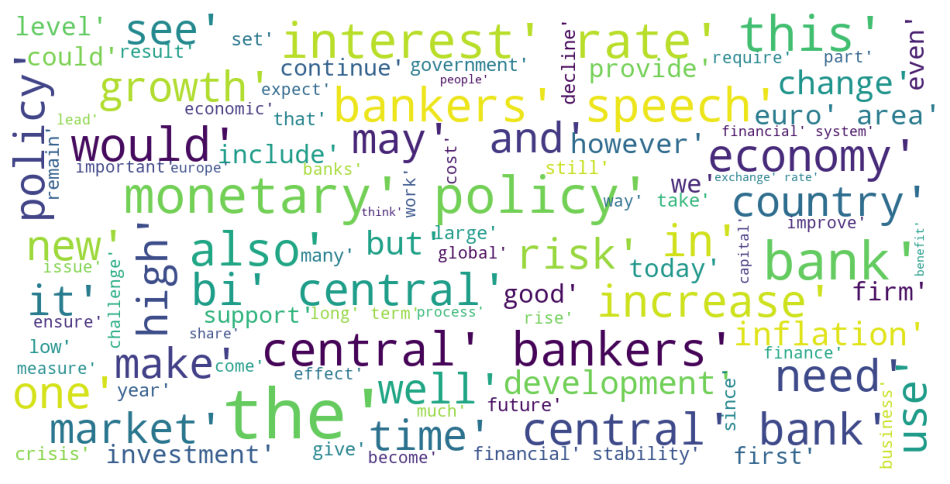 level' see' interest' rate' this' even'
could' result' set' continue' government' decline' provide' require' part'
policy' growth' economic' expect' that' people' bankers' speech' change' euro' area'
lead' remain' would' include' may' and' however' financial' system' economy'
important' europe' banks' cost' still' we' exchange' rate' country'
monetary' policy' think' work' way' take' improve'
new' high' also' many' but' large' global' risk' in' capital' bank' benefit'
issue' challenge' today'
it' bi' central' good' increase' firm'
ensure' support' long' term' process' rise' inflation'
low' share' central' bankers' finance'
measure' make' come' effect' well' development' need' use'
one' year' the' much' future' since' business'
market' time' central' bank'
crisis' investment' give' become' financial' stability' first'